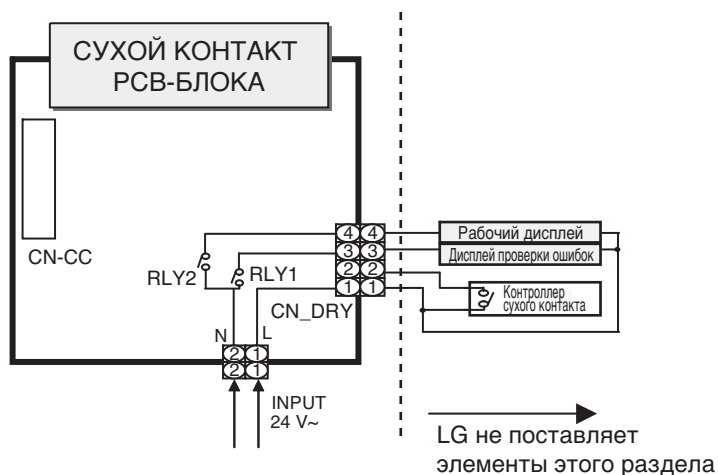 СУХОЙ КОНТАКТ
PCB-БЛОКА
CN-CC
RLY2
RLY1
4 4
3 3
2 2
1 1
CN_DRY
N
L
2 1
2 1
INPUT
24 V~
Рабочий дисплей
Дисплей проверки ошибок
Контроллер
сухого контакта
LG не поставляет
элементы этого раздела